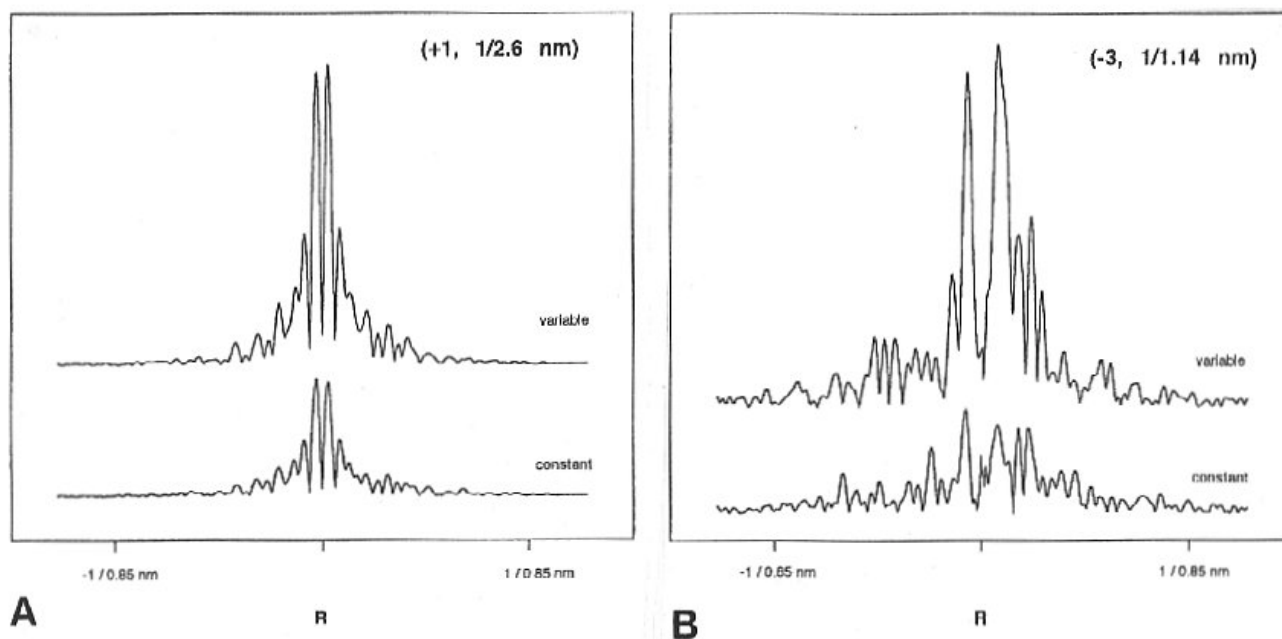 (+1, 1/2.6 nm)
variable
constant
-1/0.85 nm
1/0.85 nm
A
R
(-3, 1/1.14 nm)
variable
constant
-1/0.85 nm
1/0.85 nm
B
R